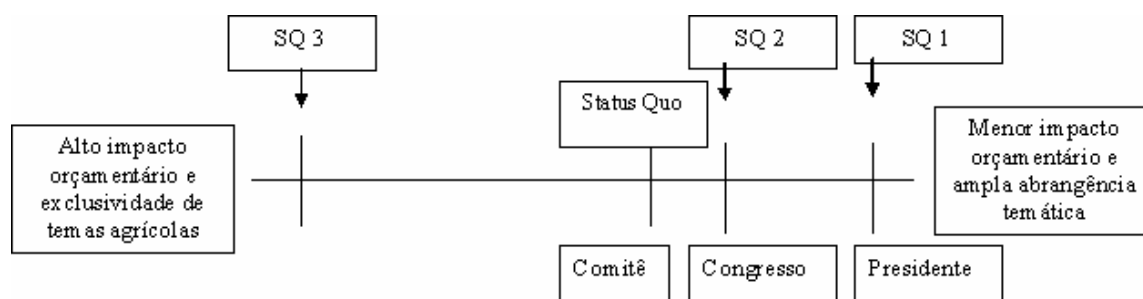 SQ 3
SQ 2
SQ 1
Status Quo
Alto impacto
orçamentário e
exclusividade de
temas agrícolas
Menor impacto
orçamentário e
ampla abrangência
temática
Comitê
Congresso
Presidente